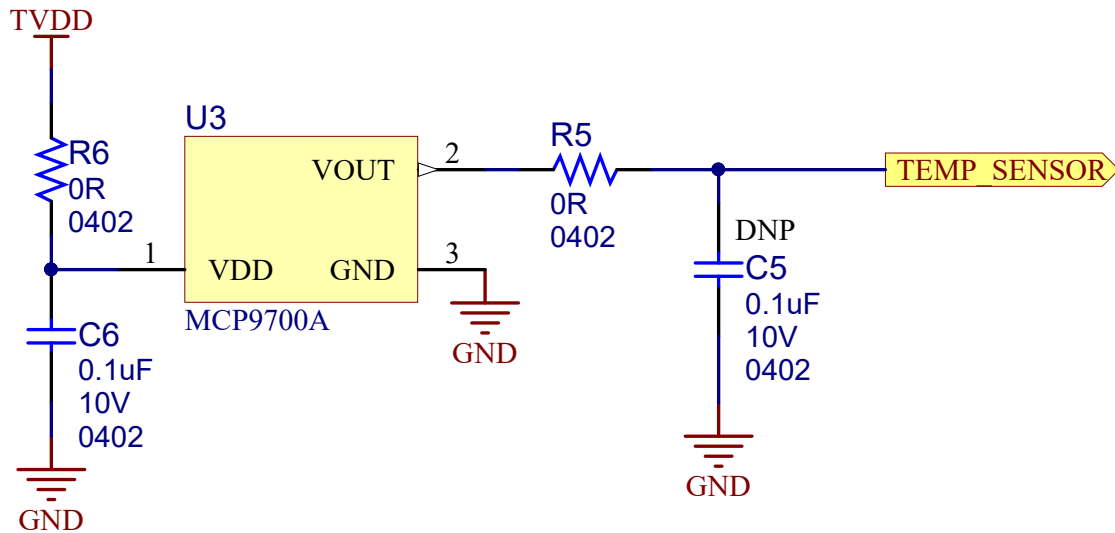 TVDD
R6
0R
0402
1
C6
0.1uF
10V
0402
GND
U3
VOUT
VDD
GND
MCP9700A
2
3
GND
R5
0R
0402
TEMP_SENSOR
DNP
C5
0.1uF
10V
0402
GND